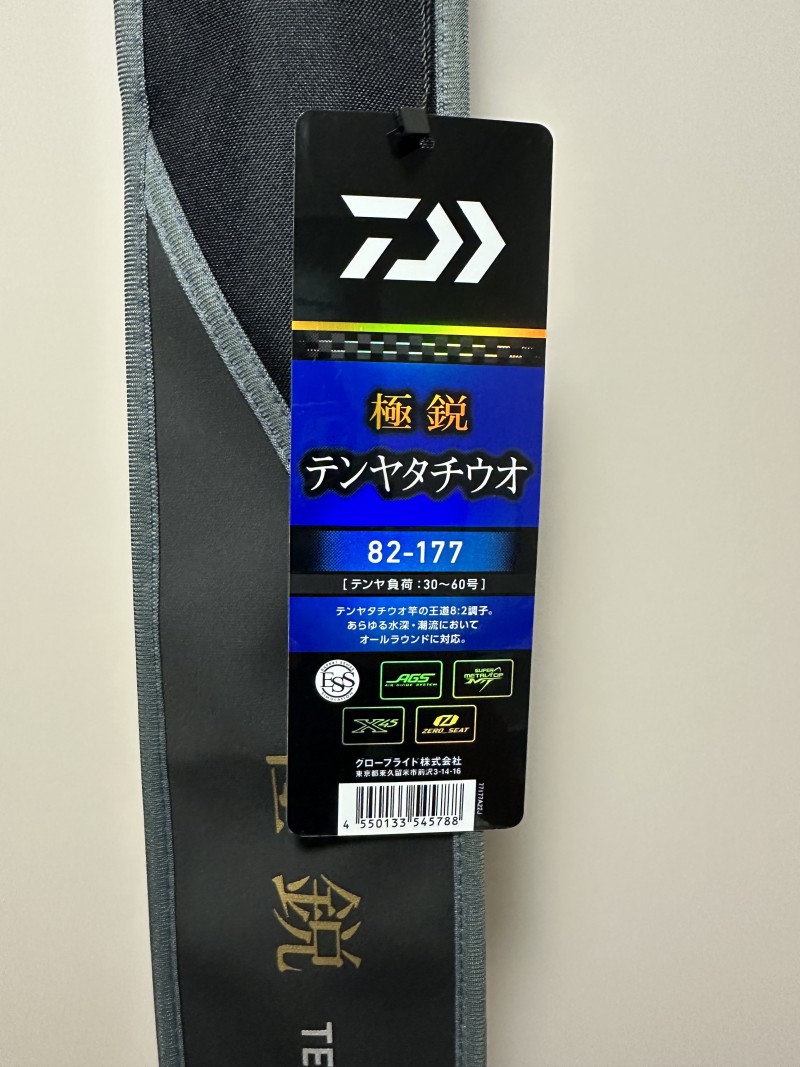 極鋭
テンヤタチウオ
82-177
[テンヤ負荷:30〜60号]
テンヤタチウオ竿の王道8:2調子。
あらゆる水深・潮流において
オールラウンドに対応。
ESS
AGS
AIR GUIDE SYSTEM
SUPER
METALTOP
MT
X45
ZERO SEAT
グローブライド株式会社
東京都東久留米市前沢3-14-16
4 550133 545788
鋭
TE